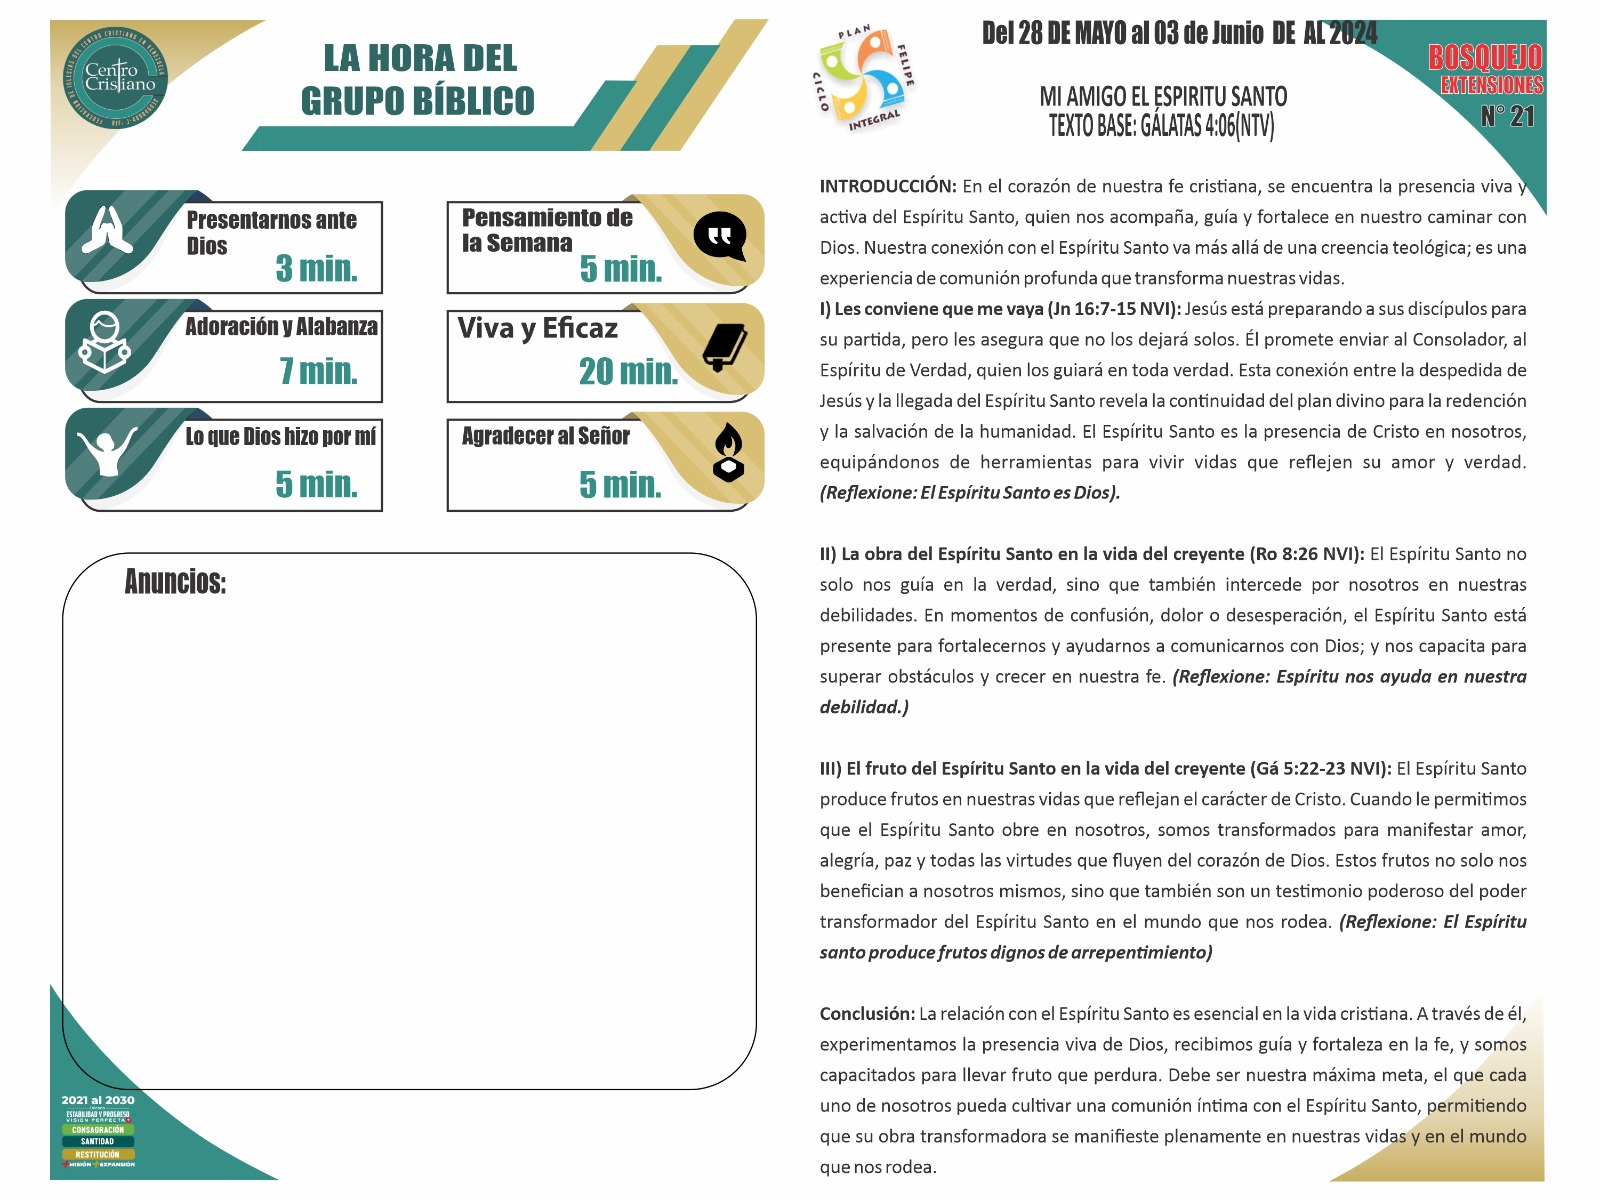 Centro
Cristiano
LA HORA DEL
GRUPO BÍBLICO
Presentarnos ante
Dios
3 min.
Pensamiento de
la Semana
5 min.
Adoración y Alabanza
7 min.
Viva y Eficaz
20 min.
Lo que Dios hizo por mí
5 min.
Agradecer al Señor
5 min.
Anuncios:
2021 al 2030
ESTABILIDAD Y PROGRESO
VISIÓN PERFECTA
CONSAGRACIÓN
SANTIDAD
RESTITUCIÓN
+MISIÓN +EXPANSIÓN
PLAN
FELIPE
CICLO
INTEGRAL
Del 28 DE MAYO al 03 de Junio DE AL 2024
BOSQUEJO
EXTENSIONES
N° 21
MI AMIGO EL ESPIRITU SANTO
TEXTO BASE: GÁLATAS 4:06(NTV)
INTRODUCCIÓN: En el corazón de nuestra fe cristiana, se encuentra la presencia viva y
activa del Espíritu Santo, quien nos acompaña, guía y fortalece en nuestro caminar con
Dios. Nuestra conexión con el Espíritu Santo va más allá de una creencia teológica; es una
experiencia de comunión profunda que transforma nuestras vidas.
I) Les conviene que me vaya (Jn 16:7-15 NVI): Jesús está preparando a sus discípulos para
su partida, pero les asegura que no los dejará solos. Él promete enviar al Consolador, al
Espíritu de Verdad, quien los guiará en toda verdad. Esta conexión entre la despedida de
Jesús y la llegada del Espíritu Santo revela la continuidad del plan divino para la redención
y la salvación de la humanidad. El Espíritu Santo es la presencia de Cristo en nosotros,
equipándonos de herramientas para vivir vidas que reflejen su amor y verdad.
(Reflexione: El Espíritu Santo es Dios).
II) La obra del Espíritu Santo en la vida del creyente (Ro 8:26 NVI): El Espíritu Santo no
solo nos guía en la verdad, sino que también intercede por nosotros en nuestras
debilidades. En momentos de confusión, dolor o desesperación, el Espíritu Santo está
presente para fortalecernos y ayudarnos a comunicarnos con Dios; y nos capacita para
superar obstáculos y crecer en nuestra fe. (Reflexione: Espíritu nos ayuda en nuestra
debilidad.)
III) El fruto del Espíritu Santo en la vida del creyente (Gá 5:22-23 NVI): El Espíritu Santo
produce frutos en nuestras vidas que reflejan el carácter de Cristo. Cuando le permitimos
que el Espíritu Santo obre en nosotros, somos transformados para manifestar amor,
alegría, paz y todas las virtudes que fluyen del corazón de Dios. Estos frutos no solo nos
benefician a nosotros mismos, sino que también son un testimonio poderoso del poder
transformador del Espíritu Santo en el mundo que nos rodea. (Reflexione: El Espíritu
santo produce frutos dignos de arrepentimiento)
Conclusión: La relación con el Espíritu Santo es esencial en la vida cristiana. A través de él,
experimentamos la presencia viva de Dios, recibimos guía y fortaleza en la fe, y somos
capacitados para llevar fruto que perdura. Debe ser nuestra máxima meta, el que cada
uno de nosotros pueda cultivar una comunión íntima con el Espíritu Santo, permitiendo
que su obra transformadora se manifieste plenamente en nuestras vidas y en el mundo
que nos rodea.